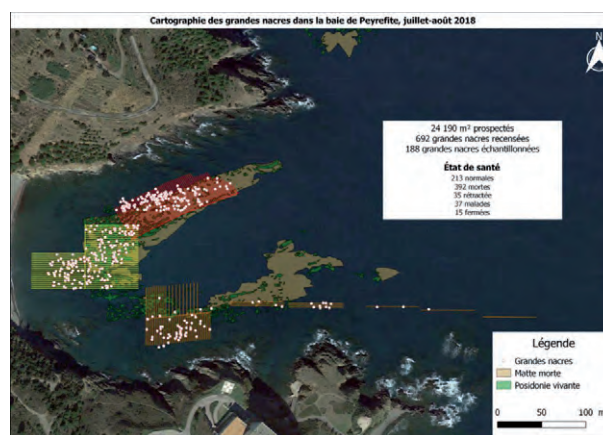 Cartographie des grandes nacres dans la baie de Peyrefite, juillet-août 2018
N
24 190 m² prospectés
692 grandes nacres recensées
188 grandes nacres échantillonnées
État de santé
213 normales
392 mortes
35 rétractée
37 malades
15 fermées
Légende
Grandes nacres
Matte morte
Posidonie vivante
0 50 100 m